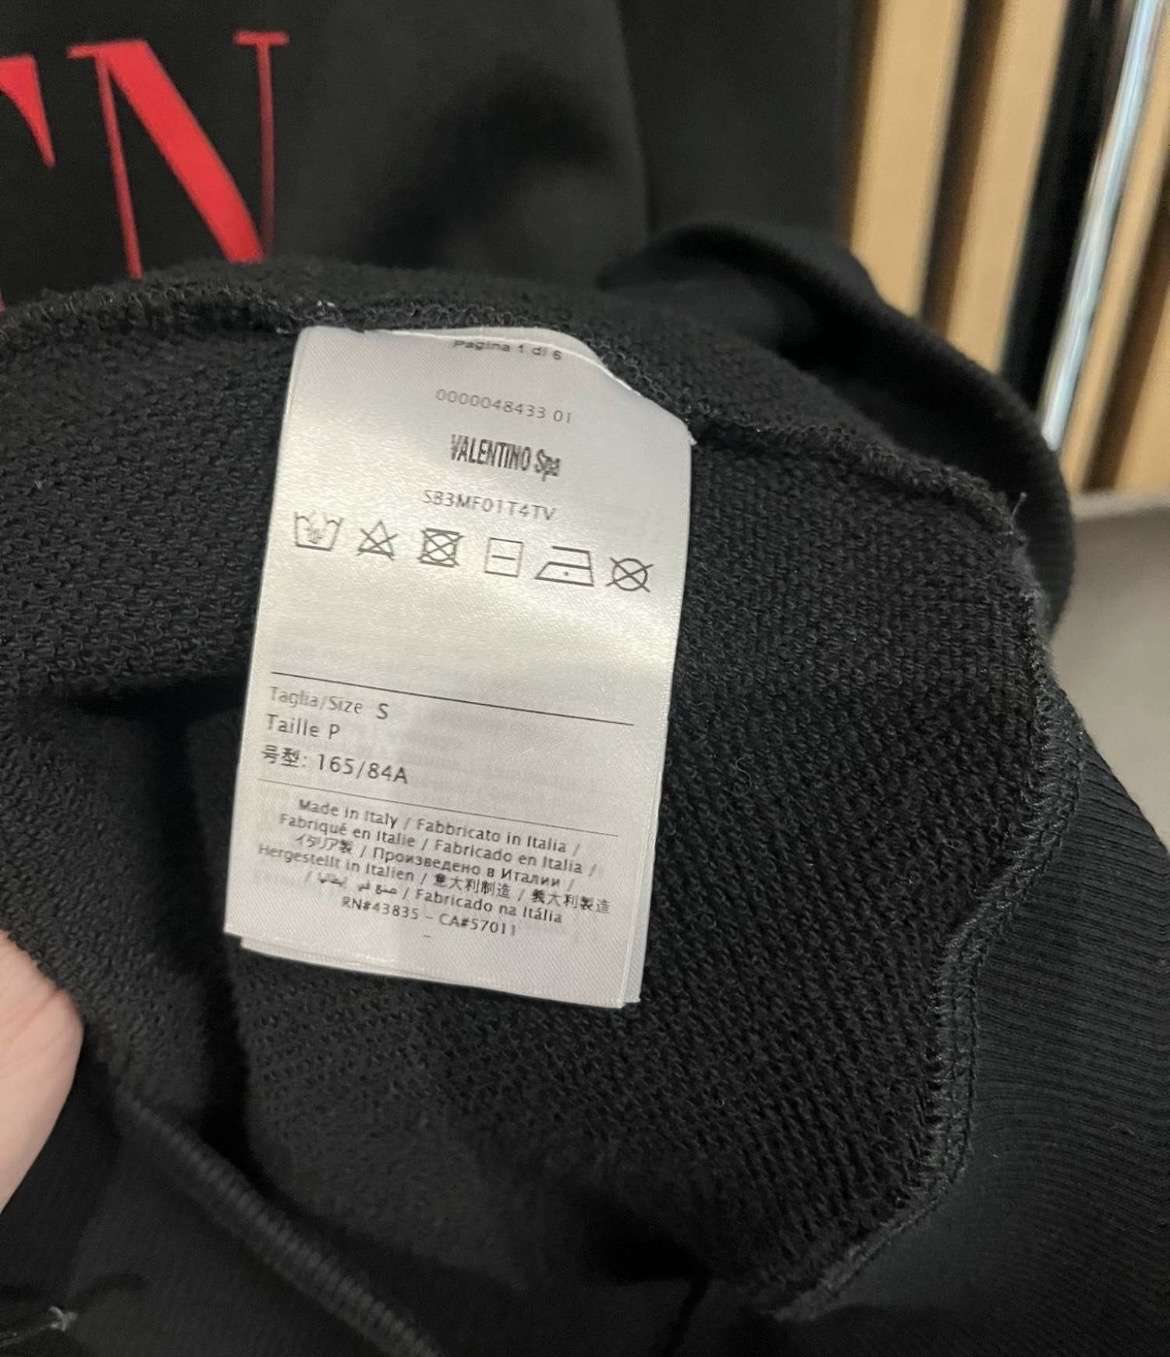 TN
Pagina 1 di 6
0000048433 01
VALENTINO Spa
SB3MF01T4TV
Taglia/Size S
Taille P
号型: 165/84A
Made in Italy / Fabbricato in Italia /
Fabriqué en Italie / Fabricado en Italia /
イタリア製 / Произведено в Италии /
Hergestellt in Italien / 意大利制造 / 義大利製造
/ صنع في إيطاليا / Fabricado na Itália
RN#43835 - CA#57011